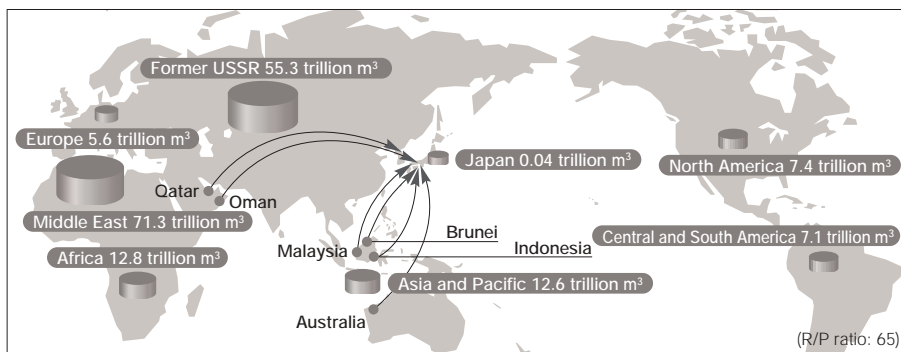 Former USSR 55.3 trillion m³
Europe 5.6 trillion m³
Japan 0.04 trillion m³
North America 7.4 trillion m³
Qatar
Oman
Middle East 71.3 trillion m³
Brunei
Central and South America 7.1 trillion m³
Malaysia
Indonesia
Africa 12.8 trillion m³
Asia and Pacific 12.6 trillion m³
Australia
(R/P ratio: 65)